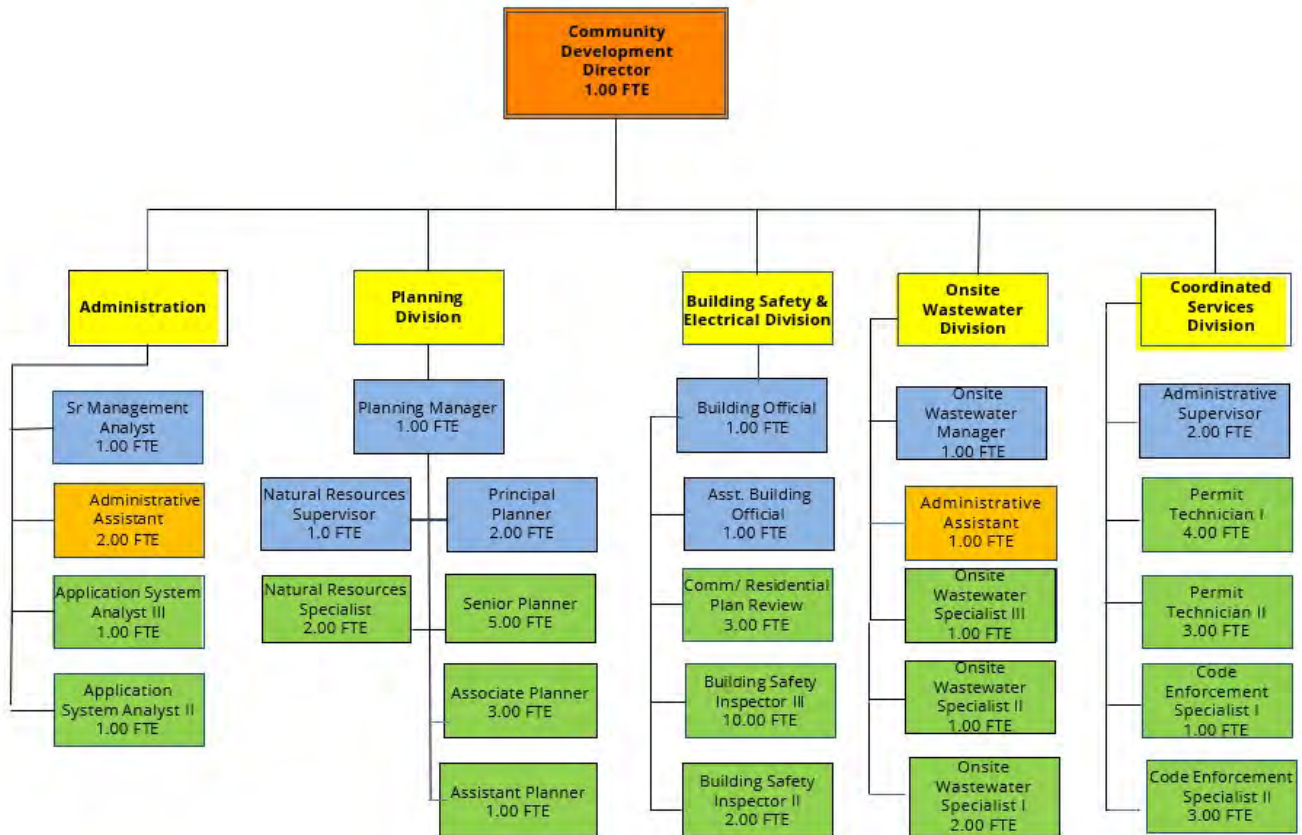 Community
Development
Director
1.00 FTE
Administration
Planning
Division
Building Safety &
Electrical Division
Onsite
Wastewater
Division
Coordinated
Services
Division
Sr Management
Analyst
1.00 FTE
Administrative
Assistant
2.00 FTE
Application System
Analyst III
1.00 FTE
Application
System Analyst II
1.00 FTE
Planning Manager
1.00 FTE
Natural Resources
Supervisor
1.0 FTE
Principal
Planner
2.00 FTE
Natural Resources
Specialist
2.00 FTE
Senior Planner
5.00 FTE
Associate Planner
3.00 FTE
Assistant Planner
1.00 FTE
Building Official
1.00 FTE
Asst. Building
Official
1.00 FTE
Comm/ Residential
Plan Review
3.00 FTE
Building Safety
Inspector III
10.00 FTE
Building Safety
Inspector II
2.00 FTE
Onsite
Wastewater
Manager
1.00 FTE
Administrative
Assistant
1.00 FTE
Onsite
Wastewater
Specialist III
1.00 FTE
Onsite
Wastewater
Specialist II
1.00 FTE
Onsite
Wastewater
Specialist I
2.00 FTE
Administrative
Supervisor
2.00 FTE
Permit
Technician I
4.00 FTE
Permit
Technician II
3.00 FTE
Code
Enforcement
Specialist I
1.00 FTE
Code Enforcement
Specialist II
3.00 FTE